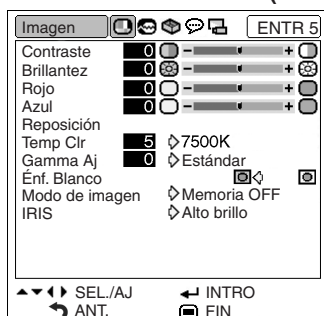 Imagen ENTR 5
Contraste 0 - +
Brillantez 0 - +
Rojo 0 - +
Azul 0 - +
Reposición
Temp Clr 5 7500K
Gamma Aj 0 Estándar
Énf. Blanco
Modo de imagen Memoria OFF
IRIS Alto brillo
SEL./AJ INTRO
ANT. FIN